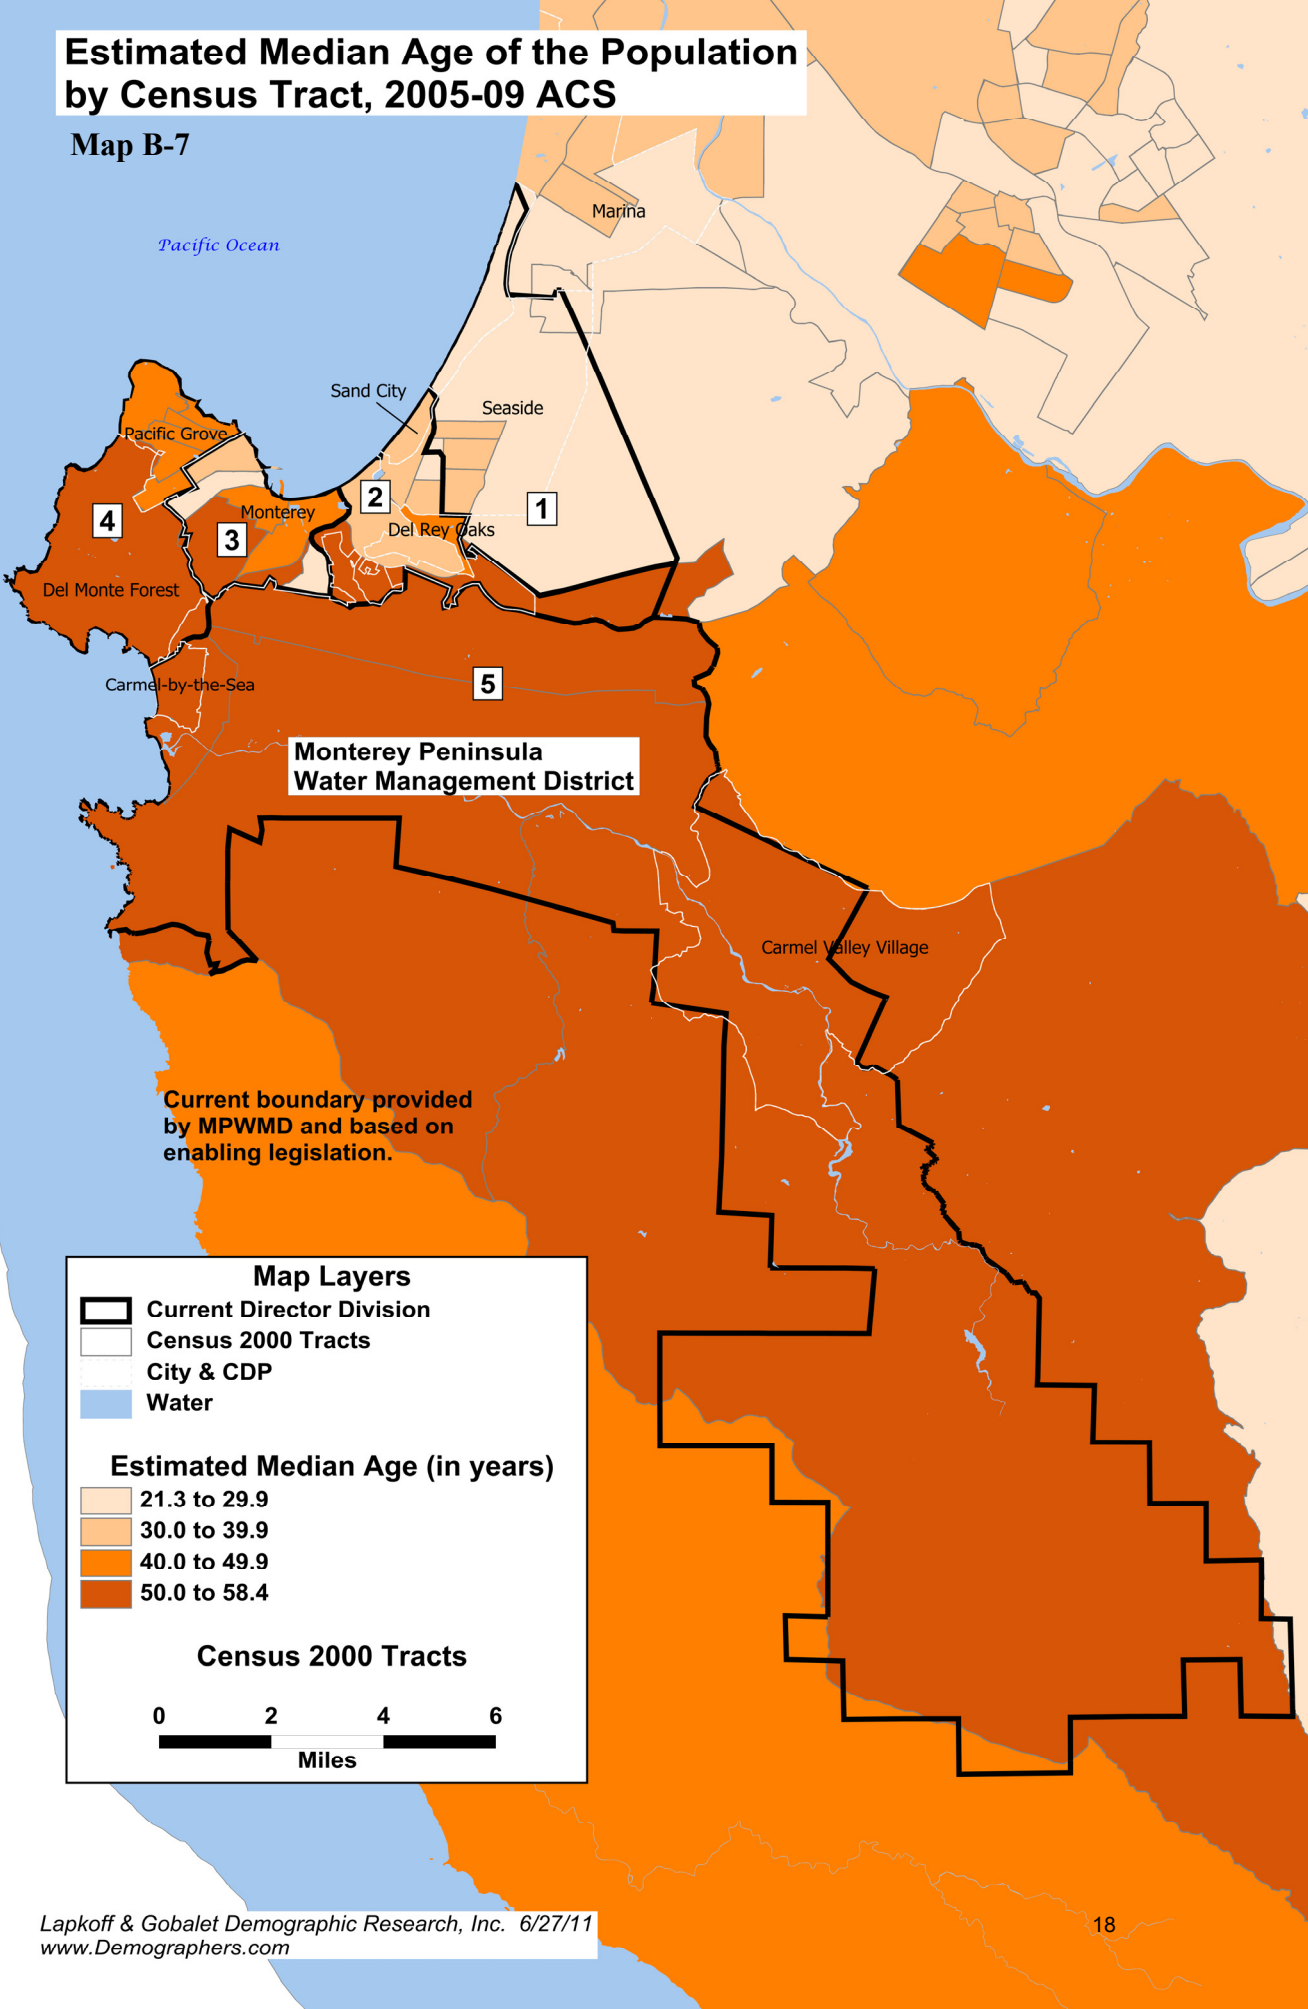 Estimated Median Age of the Population
by Census Tract, 2005-09 ACS
Map B-7
Marina
Pacific Ocean
Sand City
Seaside
Pacific Grove
2
1
4
Monterey
3
Del Rey Oaks
Del Monte Forest
Carmel-by-the-Sea
5
Monterey Peninsula
Water Management District
Carmel Valley Village
Current boundary provided
by MPWMD and based on
enabling legislation.
Map Layers
Current Director Division
Census 2000 Tracts
City & CDP
Water
Estimated Median Age (in years)
21.3 to 29.9
30.0 to 39.9
40.0 to 49.9
50.0 to 58.4
Census 2000 Tracts
0 2 4 6
Miles
Lapkoff & Gobalet Demographic Research, Inc. 6/27/11
www.Demographers.com
18